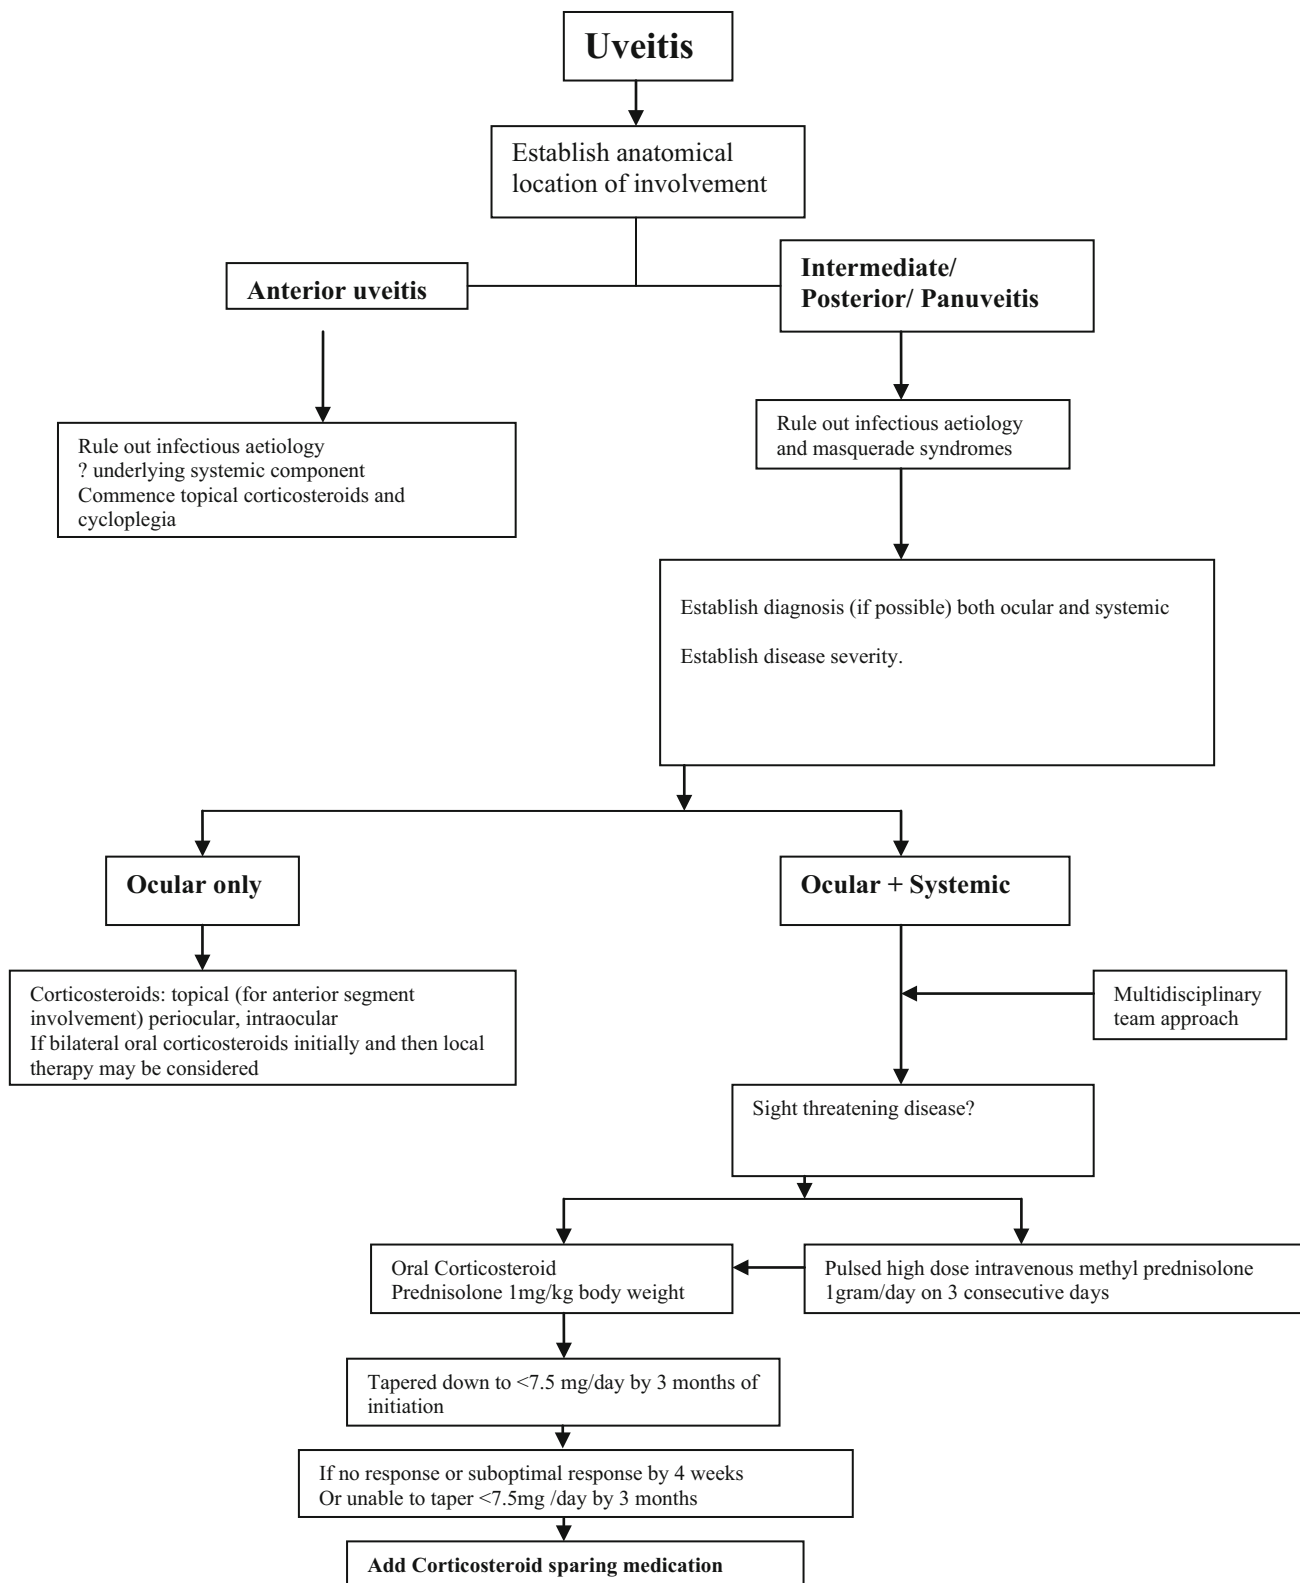 Uveitis
Establish anatomical
location of involvement
Anterior uveitis
Intermediate/
Posterior/ Panuveitis
Rule out infectious aetiology
? underlying systemic component
Commence topical corticosteroids and
cycloplegia
Rule out infectious aetiology
and masquerade syndromes
Establish diagnosis (if possible) both ocular and systemic
Establish disease severity.
Ocular only
Ocular + Systemic
Corticosteroids: topical (for anterior segment
involvement) periocular, intraocular
If bilateral oral corticosteroids initially and then local
therapy may be considered
Multidisciplinary
team approach
Sight threatening disease?
Oral Corticosteroid
Prednisolone 1mg/kg body weight
Pulsed high dose intravenous methyl prednisolone
1gram/day on 3 consecutive days
Tapered down to <7.5 mg/day by 3 months of
initiation
If no response or suboptimal response by 4 weeks
Or unable to taper <7.5mg /day by 3 months
Add Corticosteroid sparing medication